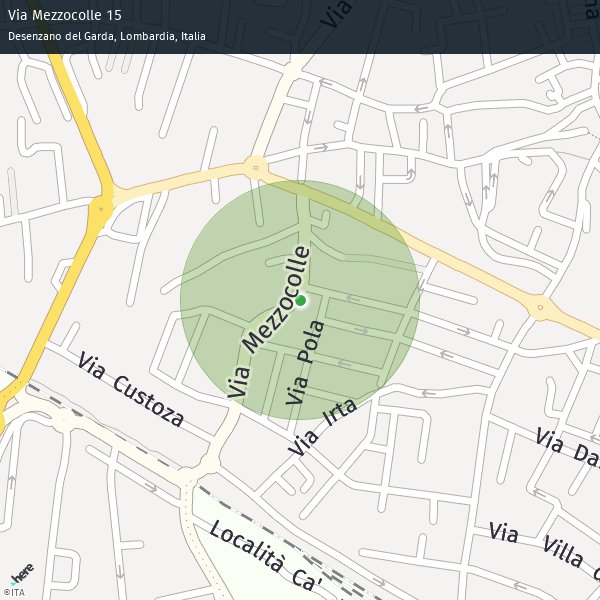 Via Mezzocolle 15
Desenzano del Garda, Lombardia, Italia
Via
Via Mezzocolle
Via Pola
Via Custoza
Via Irta
Via Da
Via Villa
Località Ca'
here
©ITA